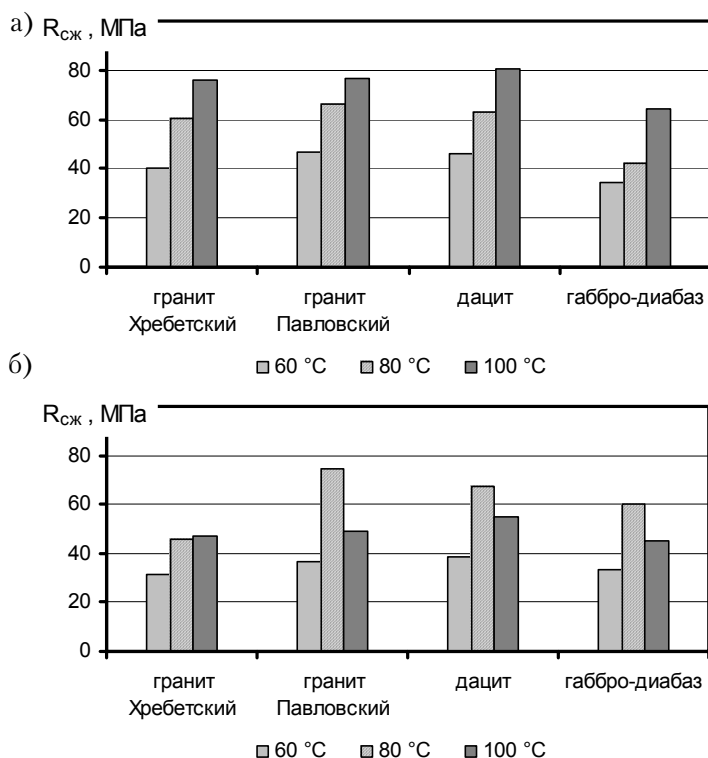 а)
Rсж , МПа
80
60
40
20
0
гранит Хребетский
гранит Павловский
дацит
габбро-диабаз
60 °С 80 °С 100 °С
б)
Rсж , МПа
80
60
40
20
0
гранит Хребетский
гранит Павловский
дацит
габбро-диабаз
60 °С 80 °С 100 °С